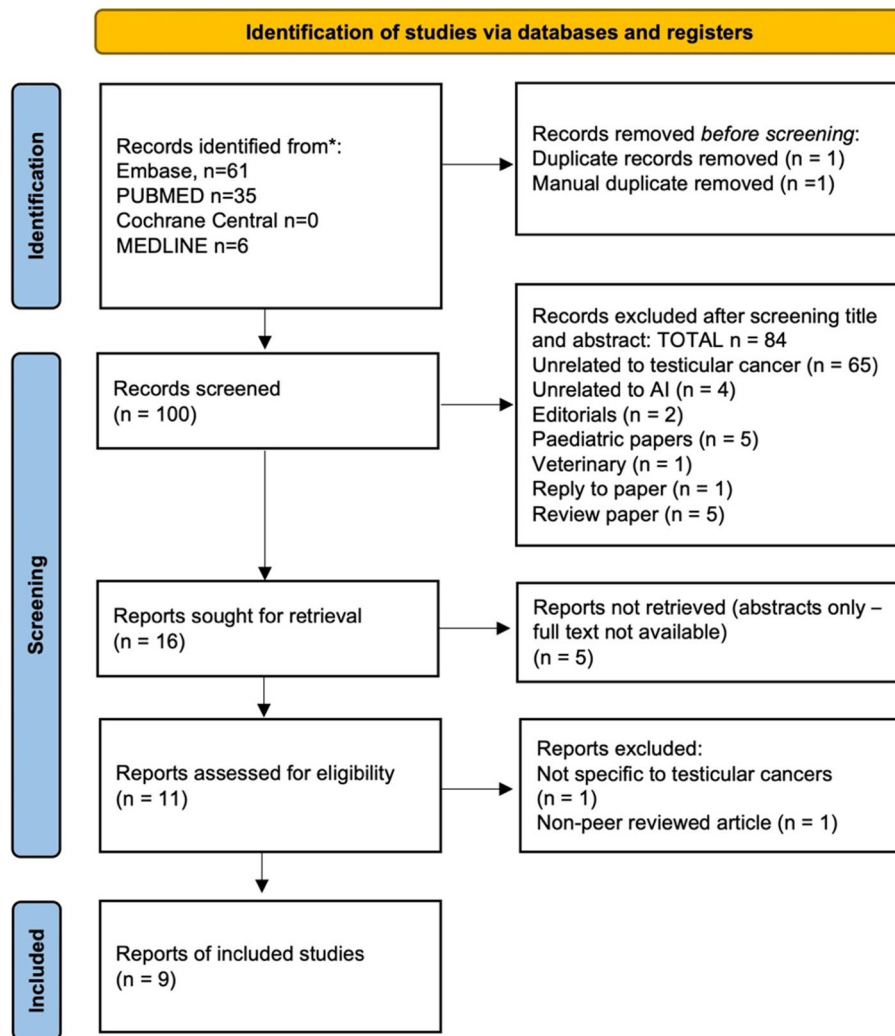 Identification of studies via databases and registers
Identification
Records identified from*:
Embase, n=61
PUBMED n=35
Cochrane Central n=0
MEDLINE n=6
Records removed before screening:
Duplicate records removed (n = 1)
Manual duplicate removed (n =1)
Screening
Records screened
(n = 100)
Records excluded after screening title
and abstract: TOTAL n = 84
Unrelated to testicular cancer (n = 65)
Unrelated to AI (n = 4)
Editorials (n = 2)
Paediatric papers (n = 5)
Veterinary (n = 1)
Reply to paper (n = 1)
Review paper (n = 5)
Reports sought for retrieval
(n = 16)
Reports not retrieved (abstracts only –
full text not available)
(n = 5)
Reports assessed for eligibility
(n = 11)
Reports excluded:
Not specific to testicular cancers
(n = 1)
Non-peer reviewed article (n = 1)
Included
Reports of included studies
(n = 9)